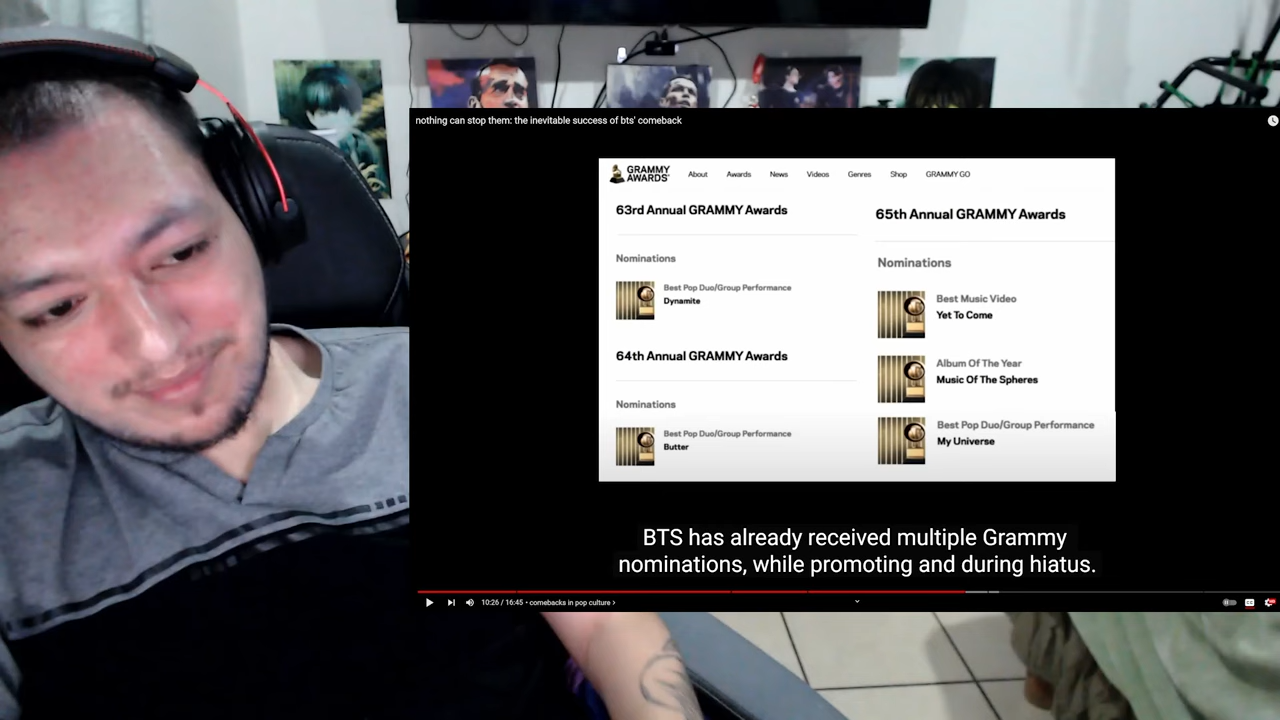 nothing can stop them: the inevitable success of bts' comeback
GRAMMY
AWARDS
About Awards News Videos Genres Shop GRAMMY GO
63rd Annual GRAMMY Awards
Nominations
Best Pop Duo/Group Performance
Dynamite
64th Annual GRAMMY Awards
Nominations
Best Pop Duo/Group Performance
Butter
65th Annual GRAMMY Awards
Nominations
Best Music Video
Yet To Come
Album Of The Year
Music Of The Spheres
Best Pop Duo/Group Performance
My Universe
BTS has already received multiple Grammy
nominations, while promoting and during hiatus.
10:26 / 16:45 • comebacks in pop culture ›